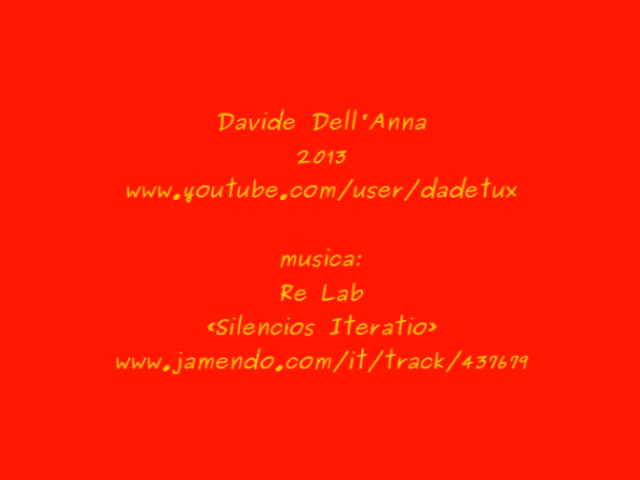 Davide Dell'Anna
2013
www.youtube.com/user/dadetux
musica:
Re Lab
<Silencios Iteratio>
www.jamendo.com/it/track/437679